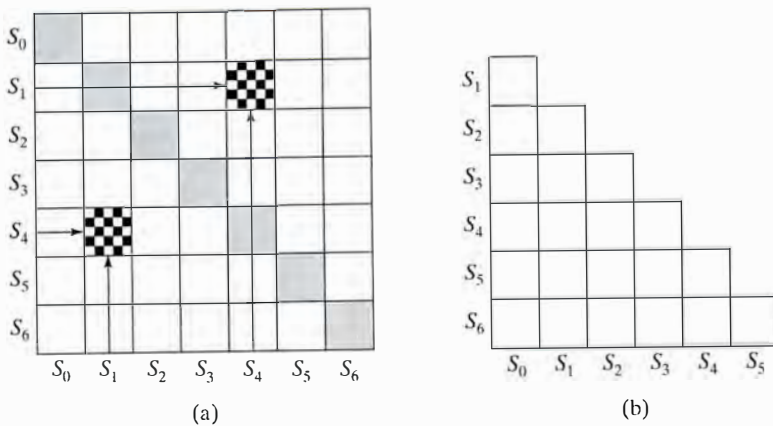 S₀
S₁
S₂
S₃
S₄
S₅
S₆
S₀ S₁ S₂ S₃ S₄ S₅ S₆
(a)
S₁
S₂
S₃
S₄
S₅
S₆
S₀ S₁ S₂ S₃ S₄ S₅
(b)